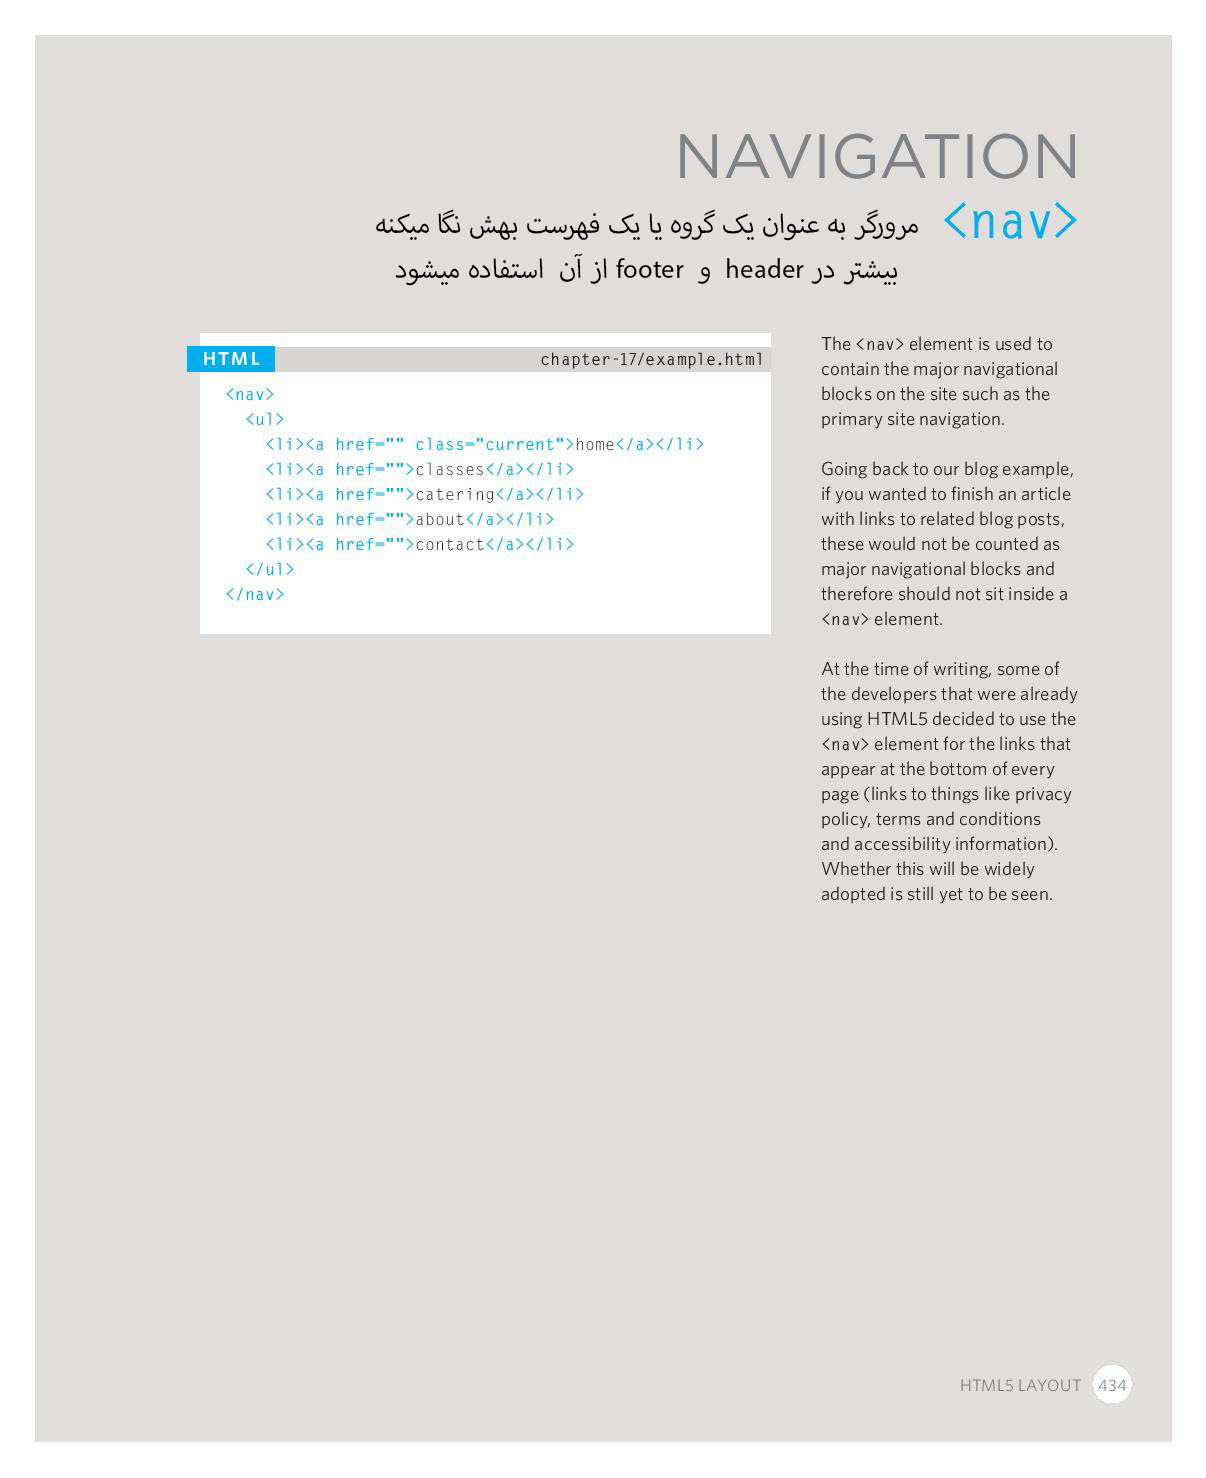 NAVIGATION
<nav> مرورگر به عنوان یک گروه یا یک فهرست بهش نگا میکنه
بیشتر در header و footer از آن استفاده میشود
HTML
chapter-17/example.html
<nav>
  <ul>
    <li><a href="" class="current">home</a></li>
    <li><a href="">classes</a></li>
    <li><a href="">catering</a></li>
    <li><a href="">about</a></li>
    <li><a href="">contact</a></li>
  </ul>
</nav>
The <nav> element is used to
contain the major navigational
blocks on the site such as the
primary site navigation.
Going back to our blog example,
if you wanted to finish an article
with links to related blog posts,
these would not be counted as
major navigational blocks and
therefore should not sit inside a
<nav> element.
At the time of writing, some of
the developers that were already
using HTML5 decided to use the
<nav> element for the links that
appear at the bottom of every
page (links to things like privacy
policy, terms and conditions
and accessibility information).
Whether this will be widely
adopted is still yet to be seen.
HTML5 LAYOUT 434